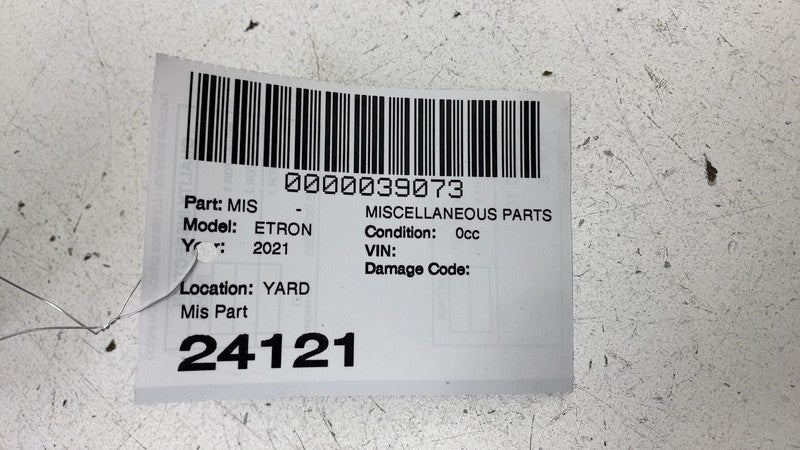 0000039073
Part: MIS - MISCELLANEOUS PARTS
Model: ETRON Condition: 0cc
Year: 2021 VIN:
Damage Code:
Location: YARD
Mis Part
24121